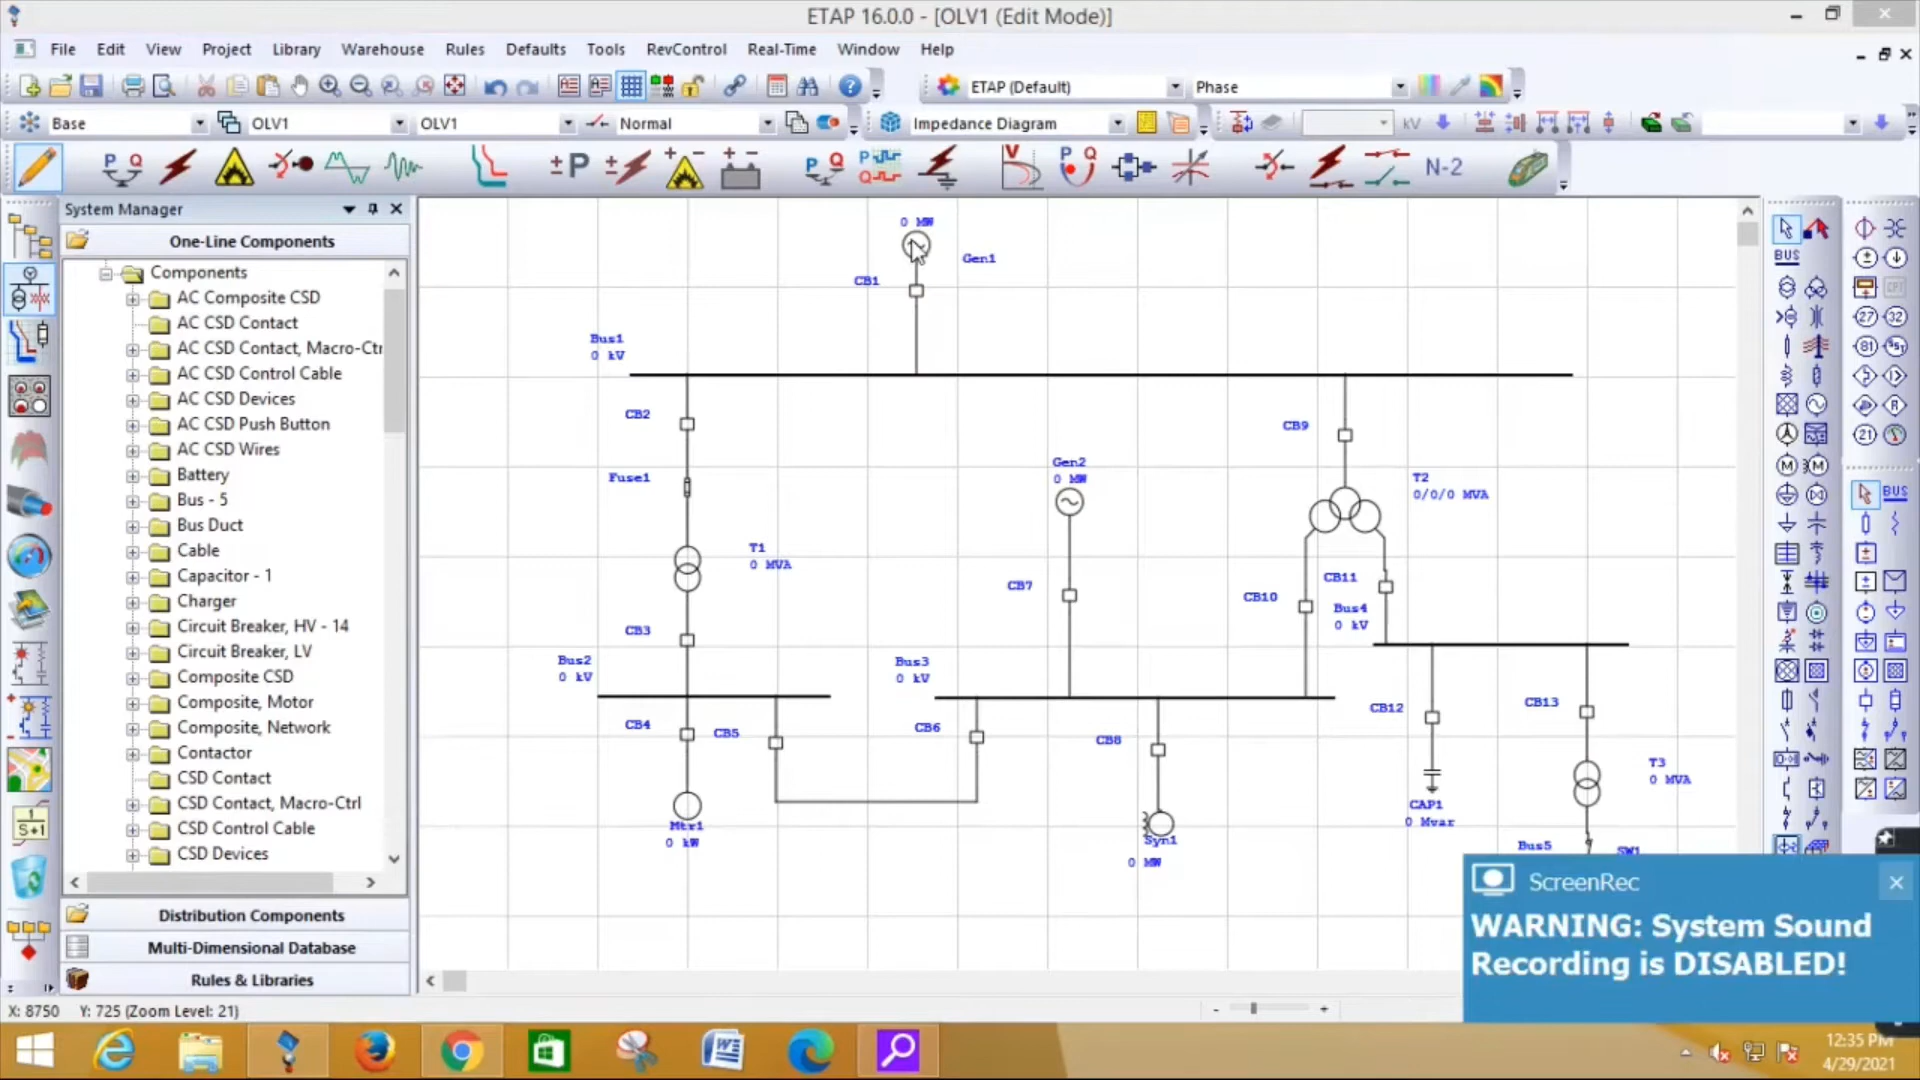 ETAP 16.0.0 - [OLV1 (Edit Mode)]
File Edit View Project Library Warehouse Rules Defaults Tools RevControl Real-Time Window Help
ETAP (Default) Phase
Base OLV1 OLV1 Normal Impedance Diagram kV
P Q ±P P Q P Q V P Q N-2
System Manager
One-Line Components
Components
AC Composite CSD
AC CSD Contact
AC CSD Contact, Macro-Ctr
AC CSD Control Cable
AC CSD Devices
AC CSD Push Button
AC CSD Wires
Battery
Bus - 5
Bus Duct
Cable
Capacitor - 1
Charger
Circuit Breaker, HV - 14
Circuit Breaker, LV
Composite CSD
Composite, Motor
Composite, Network
Contactor
CSD Contact
CSD Contact, Macro-Ctrl
CSD Control Cable
CSD Devices
Distribution Components
Multi-Dimensional Database
Rules & Libraries
0 MW
Gen1
CB1
Bus1
0 kV
CB2
CB9
Fuse1
Gen2
0 MW
T2
0/0/0 MVA
T1
0 MVA
CB7
CB11
CB10
Bus4
0 kV
CB3
Bus2
0 kV
Bus3
0 kV
CB4
CB5
CB6
CB8
CB12
CB13
T3
0 MVA
CAP1
0 Mvar
Mtr1
0 kW
Syn1
0 MW
Bus5
SW1
BUS
27
32
81
21
BUS
ScreenRec
WARNING: System Sound
Recording is DISABLED!
X: 8750 Y: 725 (Zoom Level: 21)
12:35 PM
4/29/2021